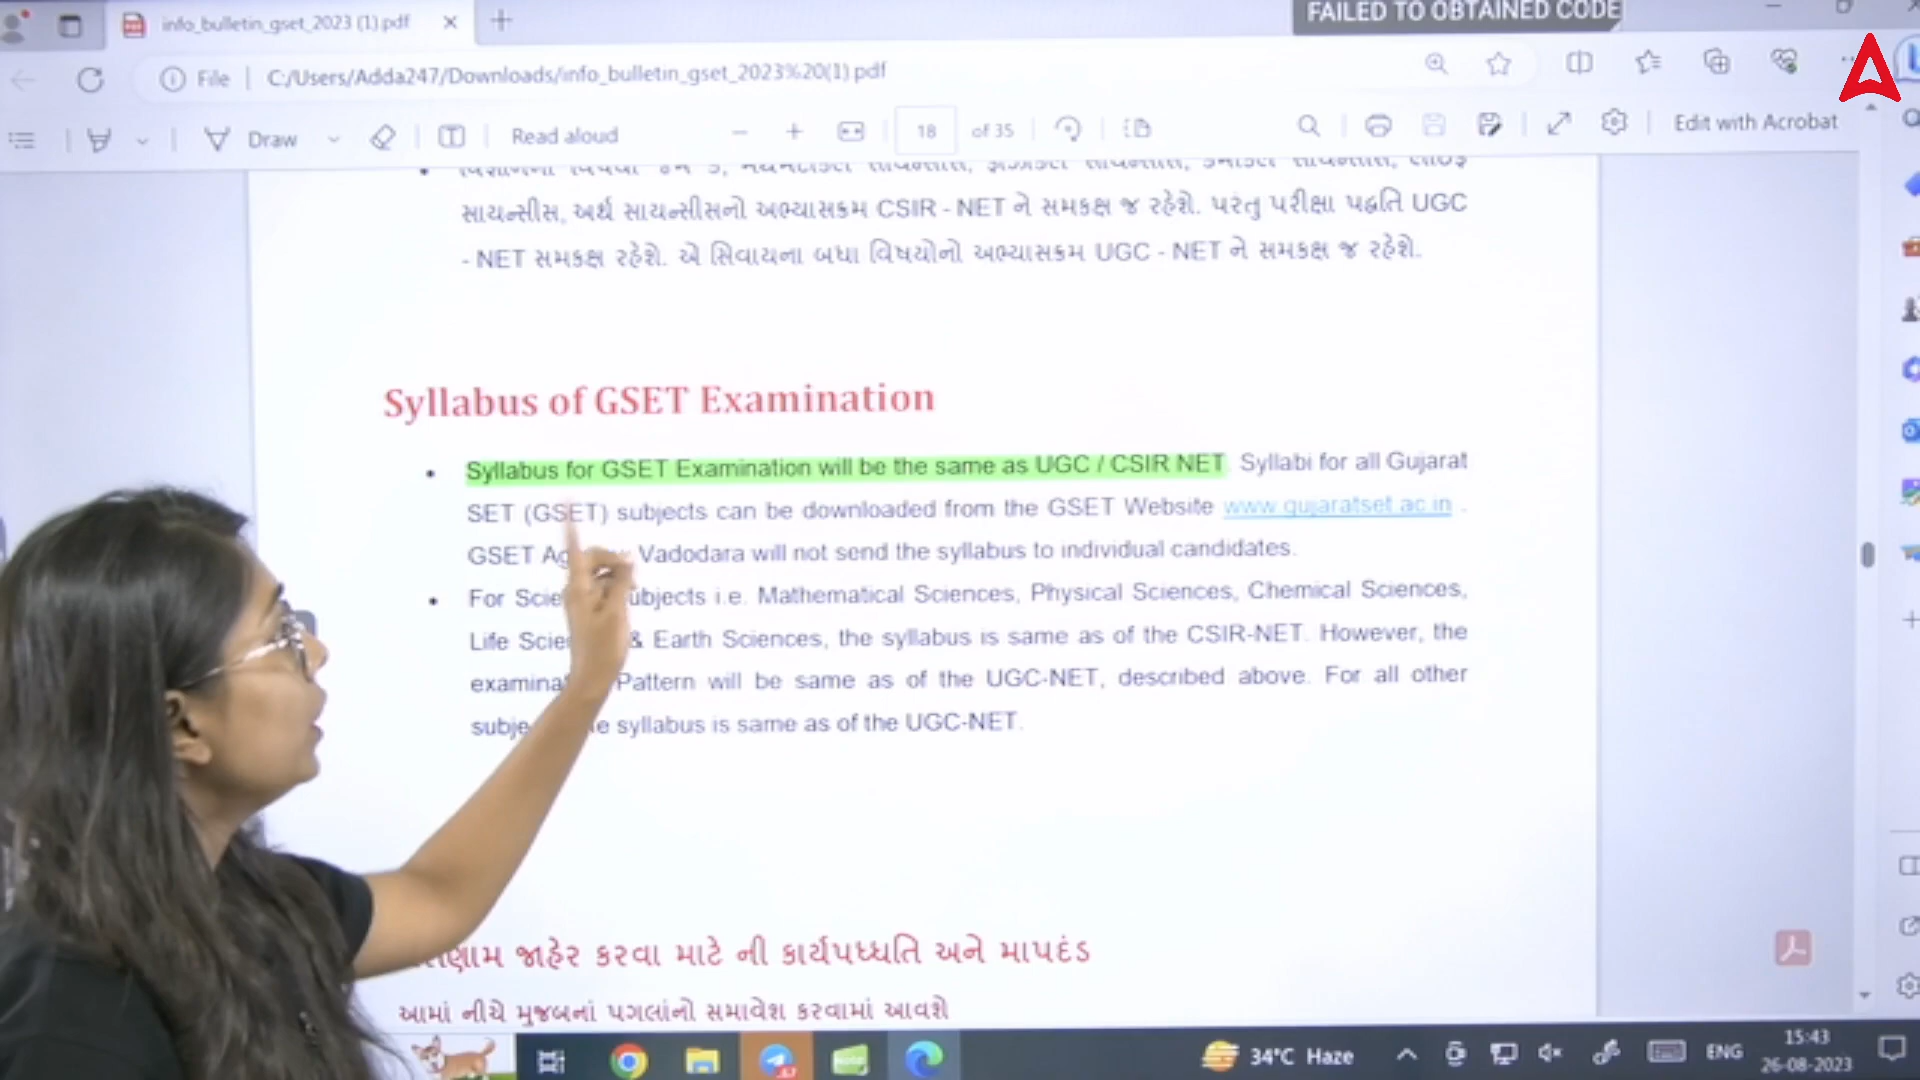 FAILED TO OBTAINED CODE
info_bulletin_gset_2023 (1).pdf
File
C:/Users/Adda247/Downloads/info_bulletin_gset_2023%20(1).pdf
Draw
Read aloud
18
of 35
Edit with Acrobat
સાયન્સીસ, અર્થ સાયન્સીસનો અભ્યાસક્રમ CSIR - NET ને સમકક્ષ જ રહેશે. પરંતુ પરીક્ષા પદ્ધતિ UGC
- NET સમકક્ષ રહેશે. એ સિવાયના બધા વિષયોનો અભ્યાસક્રમ UGC - NET ને સમકક્ષ જ રહેશે.
Syllabus of GSET Examination
• Syllabus for GSET Examination will be the same as UGC / CSIR NET Syllabi for all Gujarat
SET (GSET) subjects can be downloaded from the GSET Website www.gujaratset.ac.in .
GSET Vadodara will not send the syllabus to individual candidates.
• For i.e. Mathematical Sciences, Physical Sciences, Chemical Sciences,
Life & Earth Sciences, the syllabus is same as of the CSIR-NET. However, the
Pattern will be same as of the UGC-NET, described above. For all other
syllabus is same as of the UGC-NET.
જાહેર કરવા માટે ની કાર્યપધ્ધતિ અને માપદંડ
આમાં નીચે મુજબનાં પગલાંનો સમાવેશ કરવામાં આવશે
34°C Haze
ENG
15:43
26-08-2023